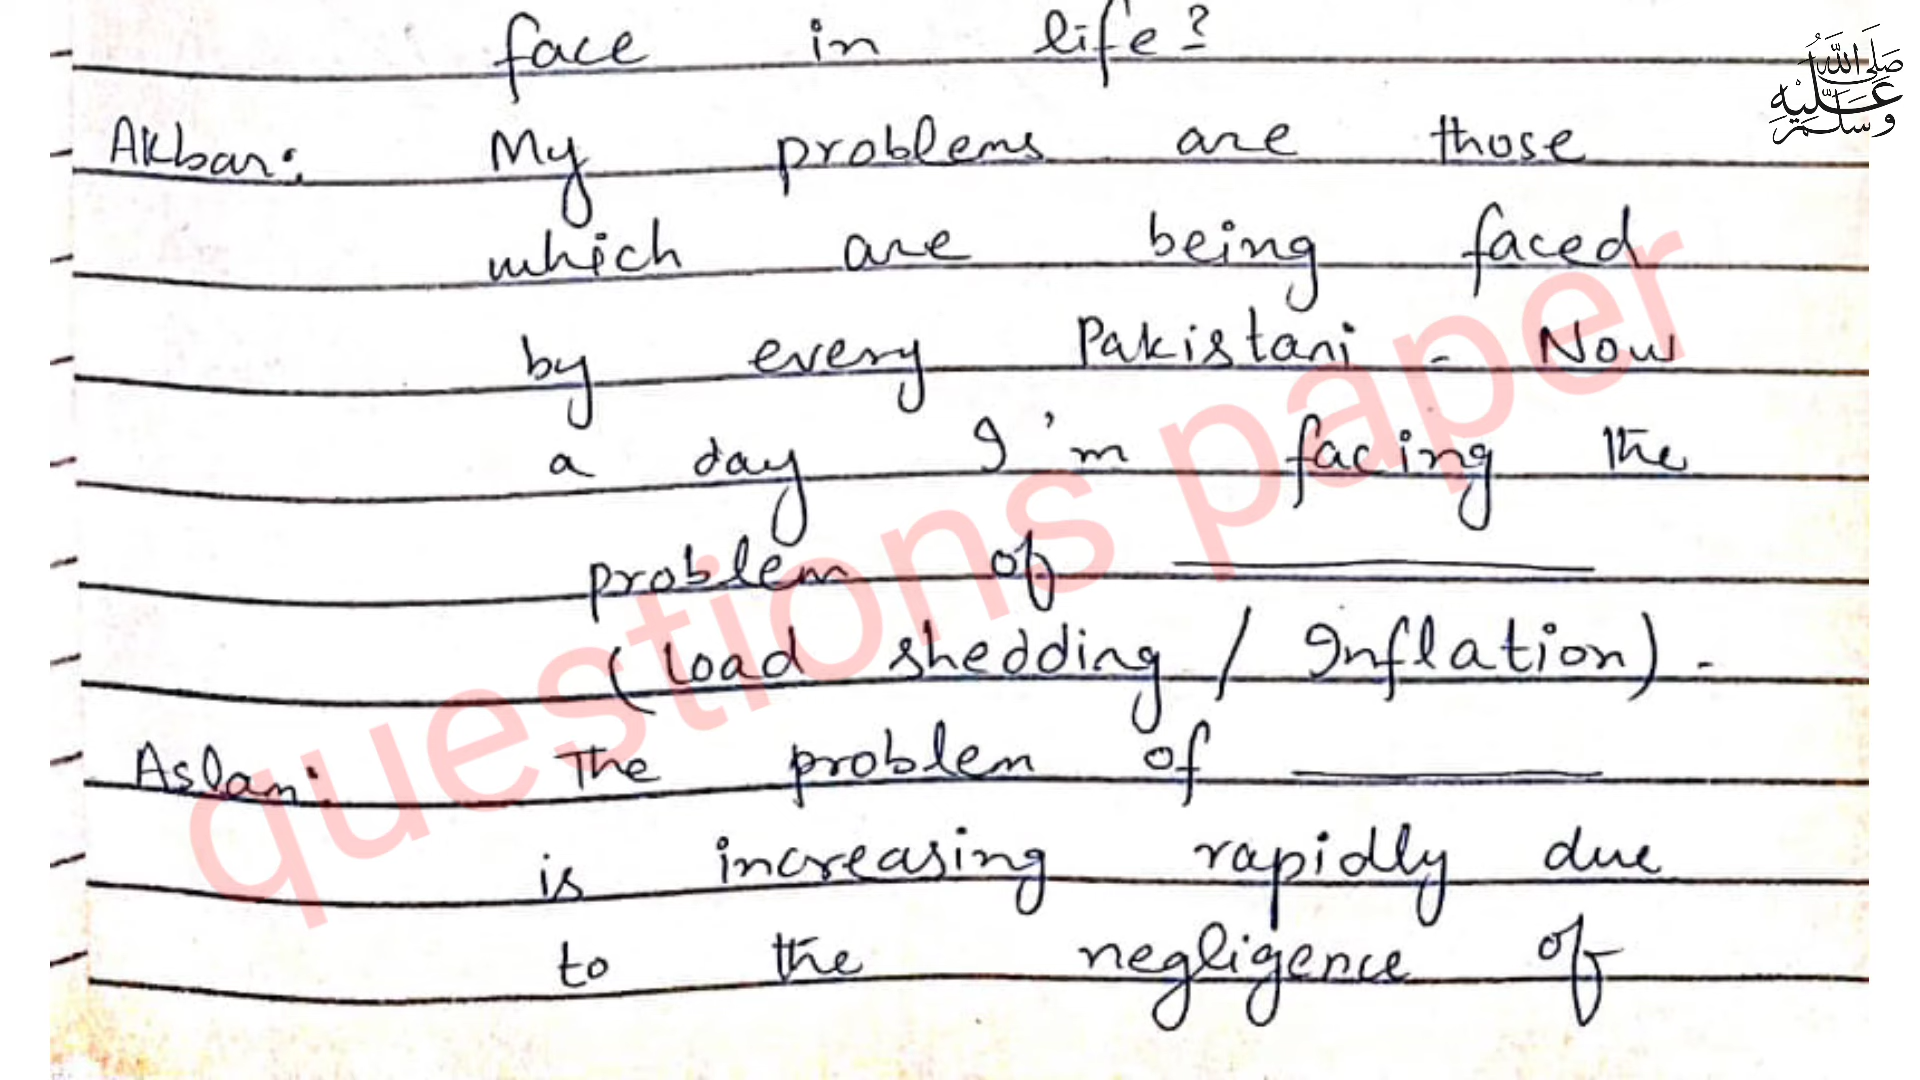 face in life?
صلى الله عليه وسلم
Akbar: My problems are those
which are being faced
by every Pakistani. Now
a day I'm facing the
problem of ______
(Load shedding / Inflation).
Aslam: The problem of ______
is increasing rapidly due
to the negligence of
questions paper